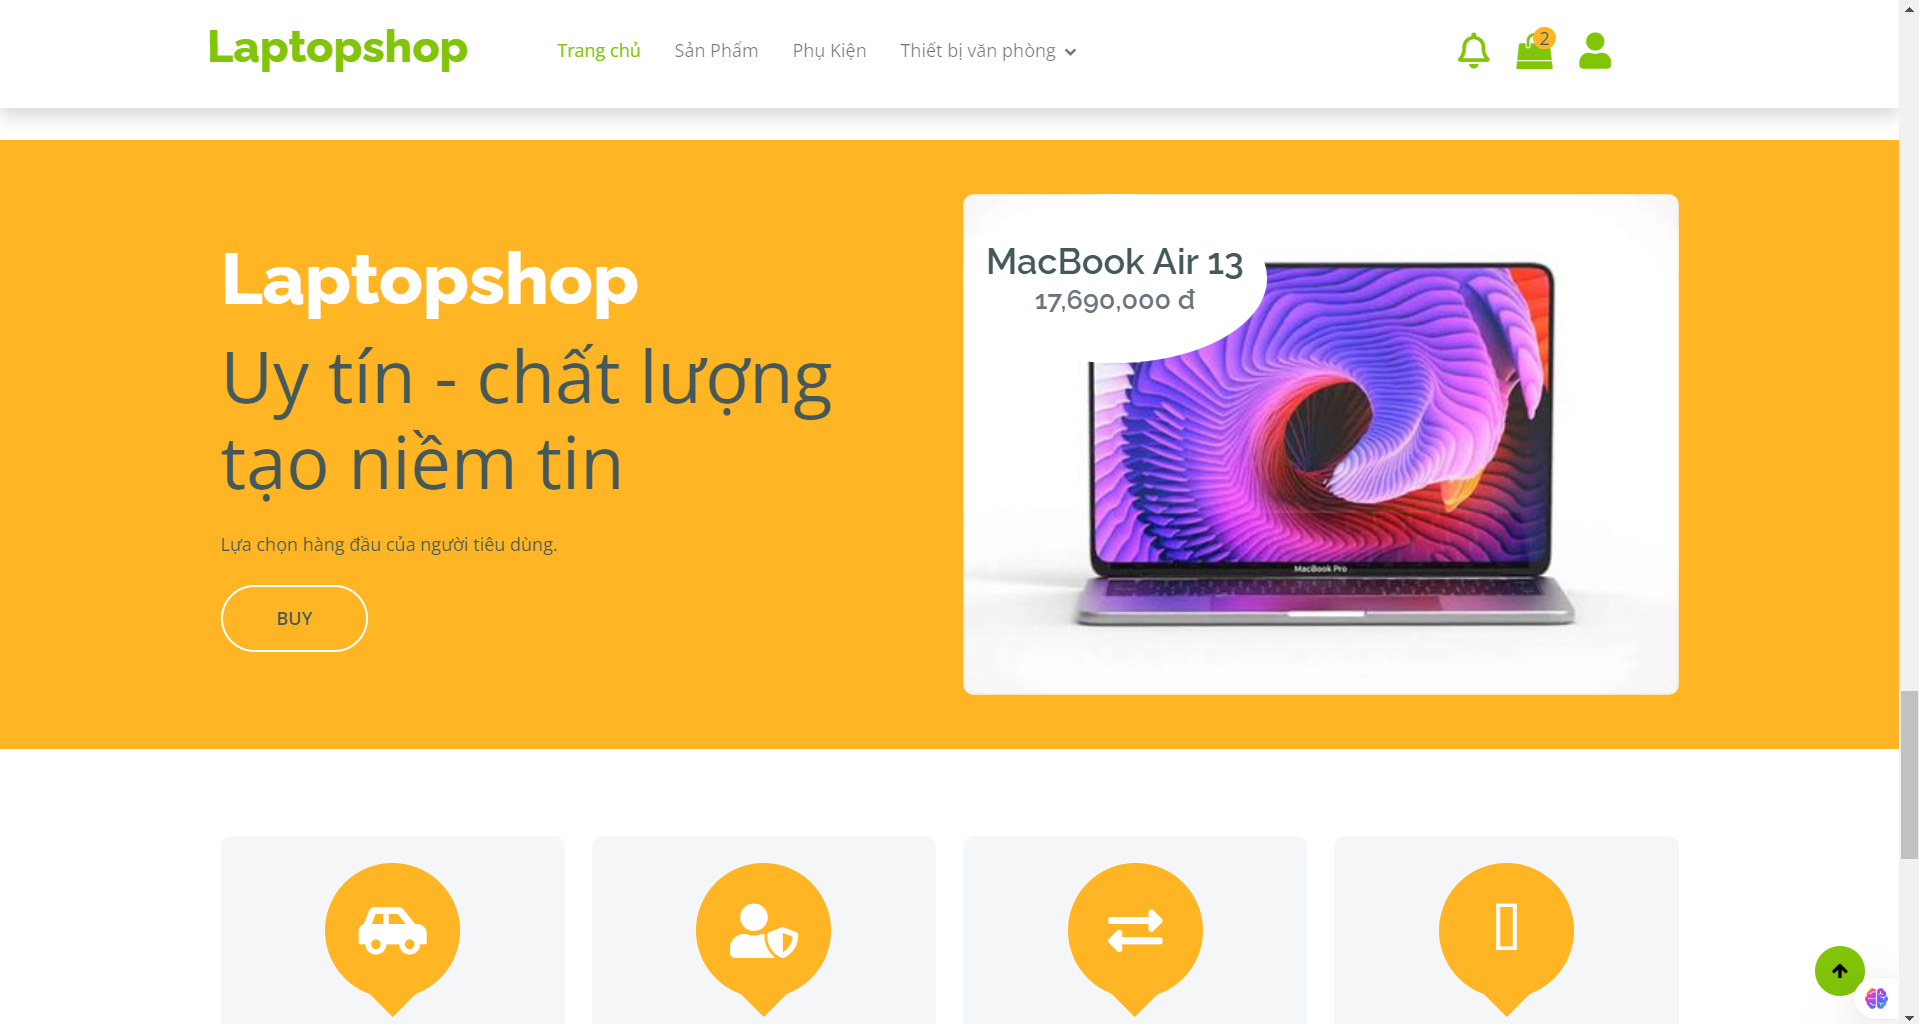 Laptopshop
Trang chủ Sản Phẩm Phụ Kiện Thiết bị văn phòng
2
Laptopshop
Uy tín - chất lượng
tạo niềm tin
Lựa chọn hàng đầu của người tiêu dùng.
BUY
MacBook Air 13
17,690,000 đ
MacBook Pro